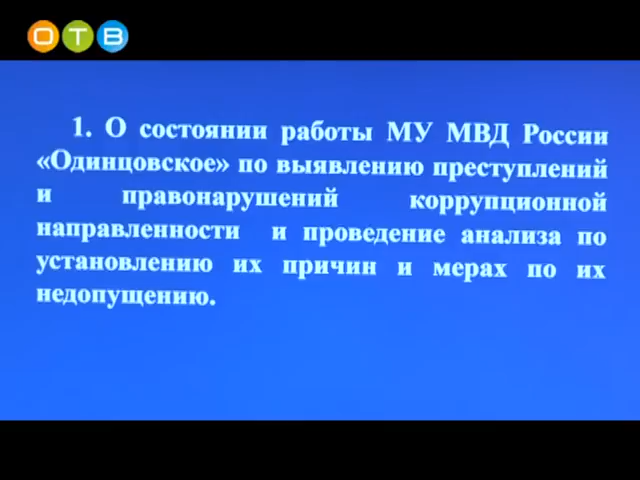 ОТВ
1. О состоянии работы МУ МВД России
«Одинцовское» по выявлению преступлений
и правонарушений коррупционной
направленности и проведение анализа по
установлению их причин и мерах по их
недопущению.